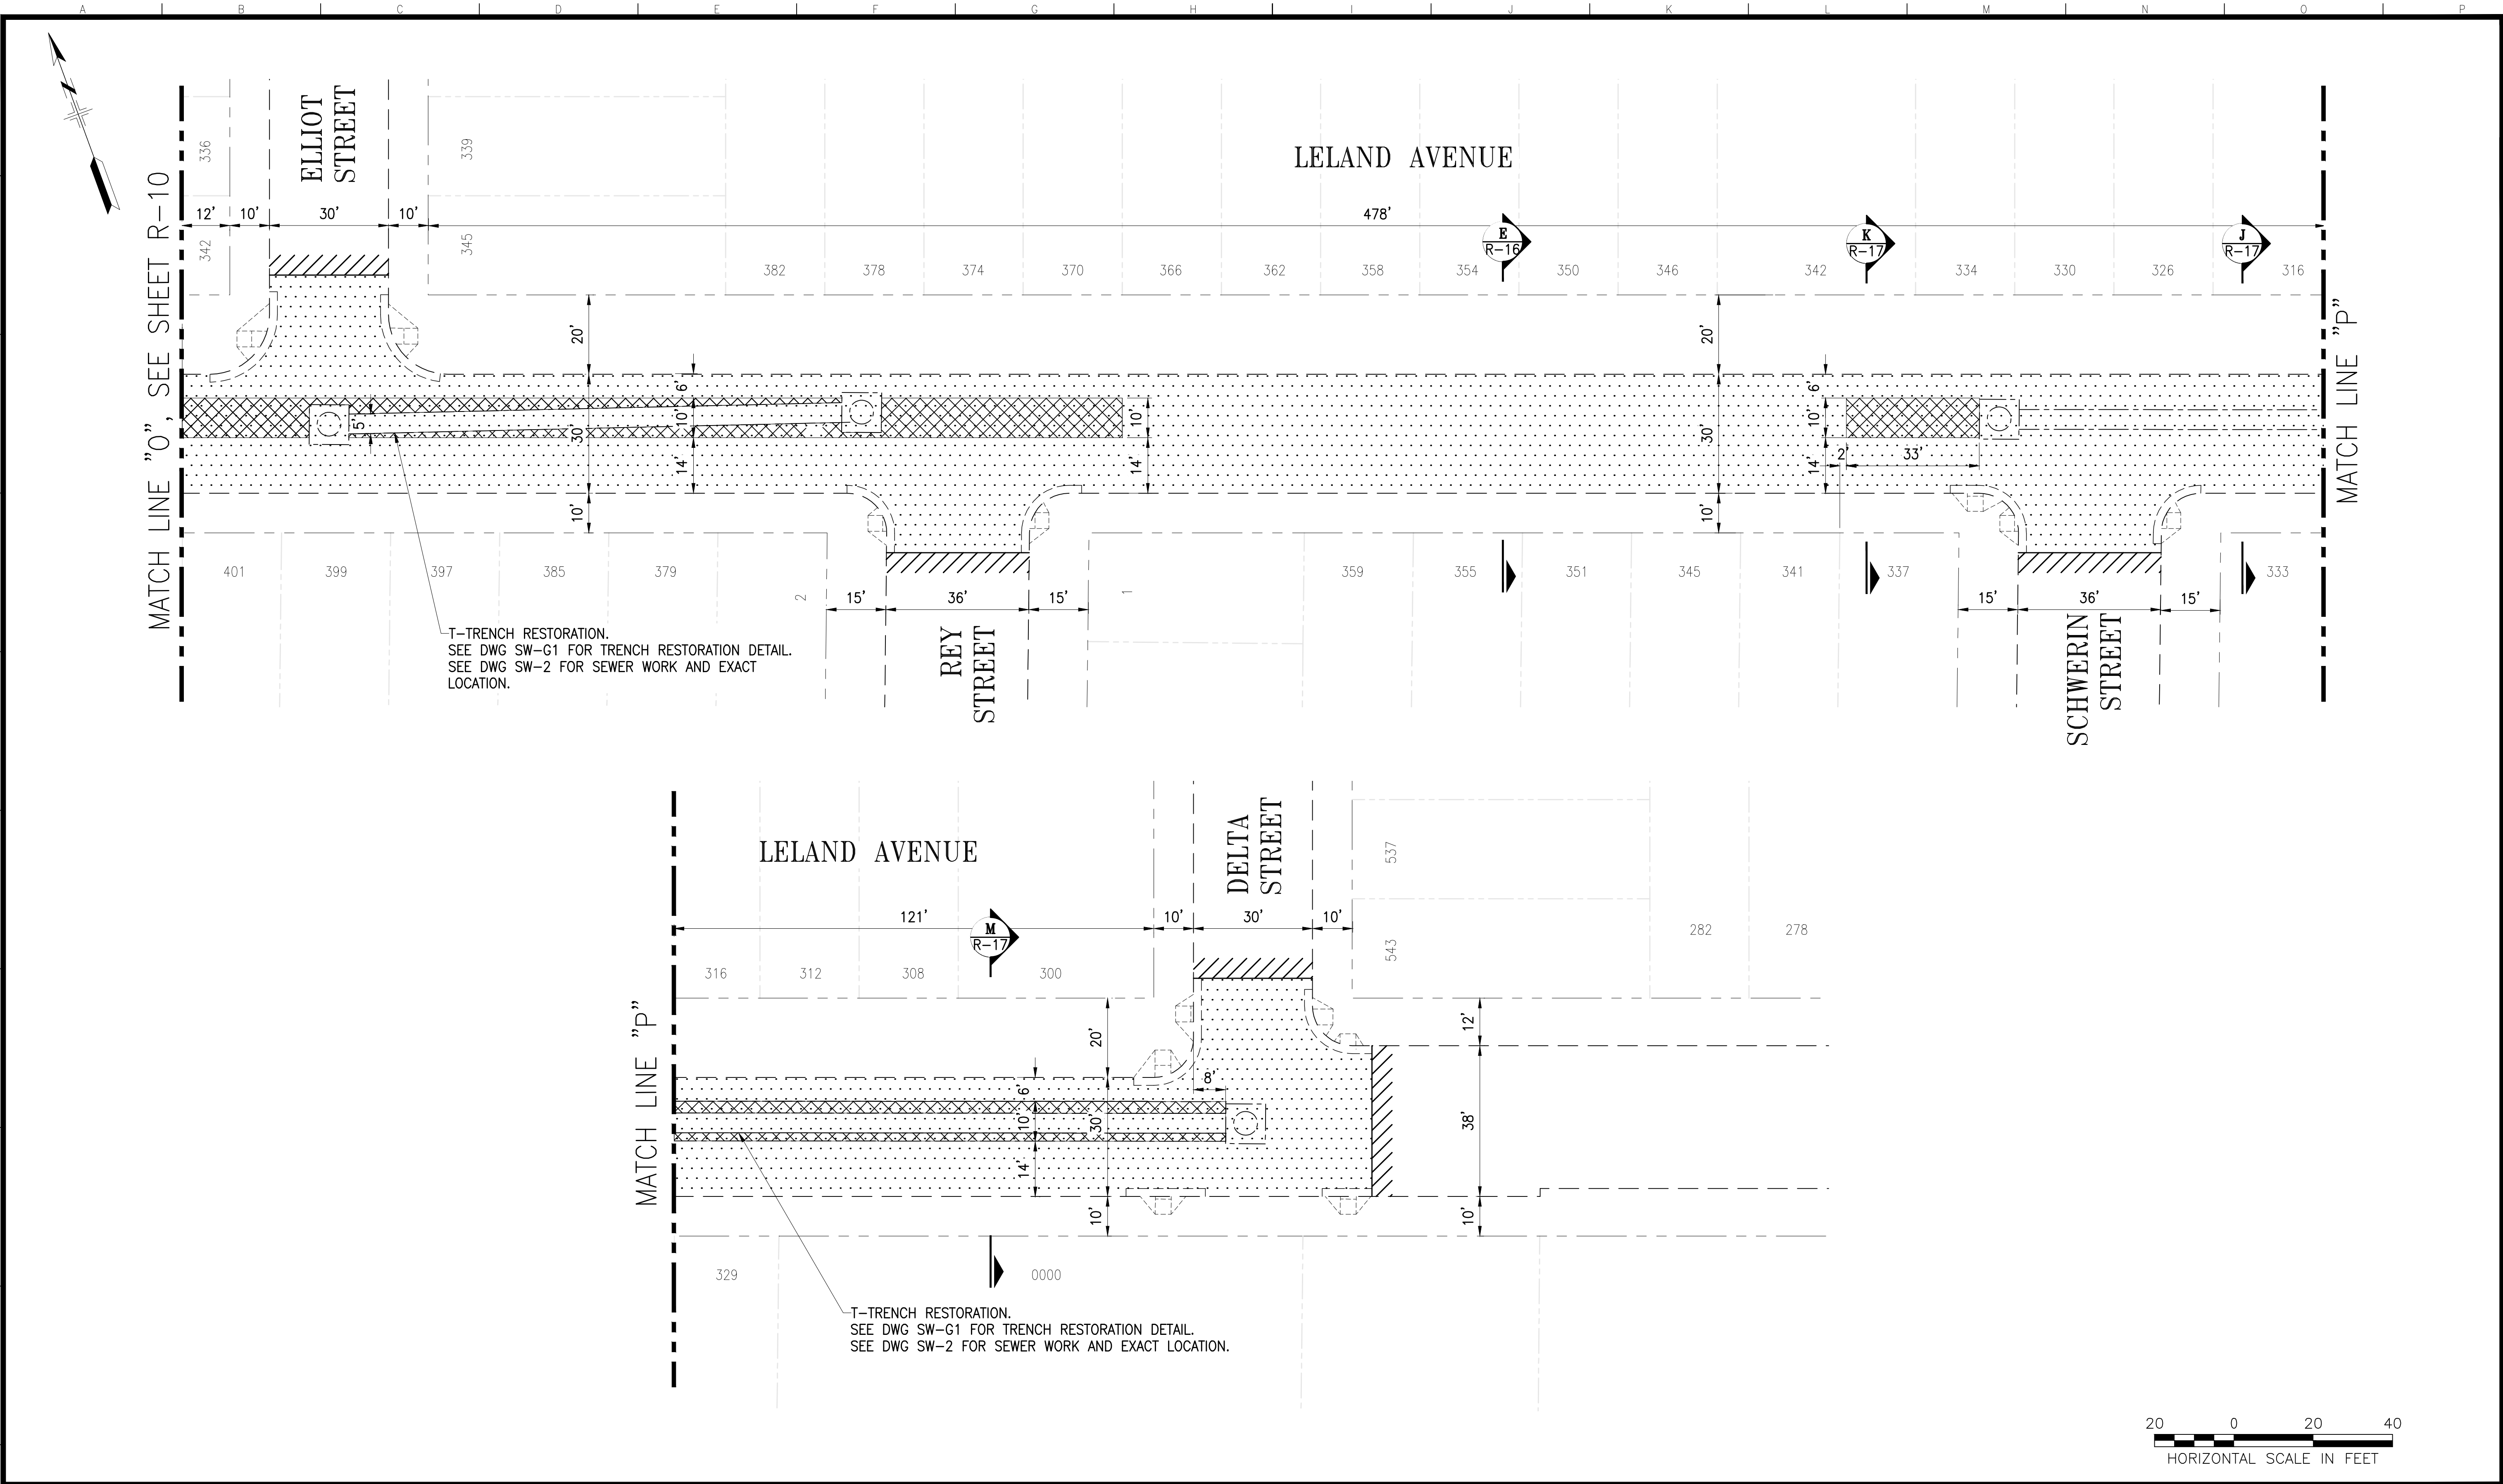 A B C D E F G H I J K L M N O P
ELLIOT
STREET
336
339
LELAND AVENUE
MATCH LINE "O", SEE SHEET R-10
12' 10' 30' 10' 478'
342
345
E
R-16
K
R-17
J
R-17
382 378 374 370 366 362 358 354 350 346 342 334 330 326 316
MATCH LINE "P"
20'
20'
6'
6'
5'
10'
30'
10'
30'
10'
14'
14'
14'
2'
33'
10'
10'
401 399 397 385 379 359 355 351 345 341 337 333
2
1
15' 36' 15'
15' 36' 15'
REY
STREET
SCHWERIN
STREET
T-TRENCH RESTORATION.
SEE DWG SW-G1 FOR TRENCH RESTORATION DETAIL.
SEE DWG SW-2 FOR SEWER WORK AND EXACT
LOCATION.
LELAND AVENUE
DELTA
STREET
537
121' 10' 30' 10'
M
R-17
543
282 278
316 312 308 300
MATCH LINE "P"
20'
12'
8'
6'
10'
30'
38'
14'
10'
10'
329 0000
T-TRENCH RESTORATION.
SEE DWG SW-G1 FOR TRENCH RESTORATION DETAIL.
SEE DWG SW-2 FOR SEWER WORK AND EXACT LOCATION.
20 0 20 40
HORIZONTAL SCALE IN FEET